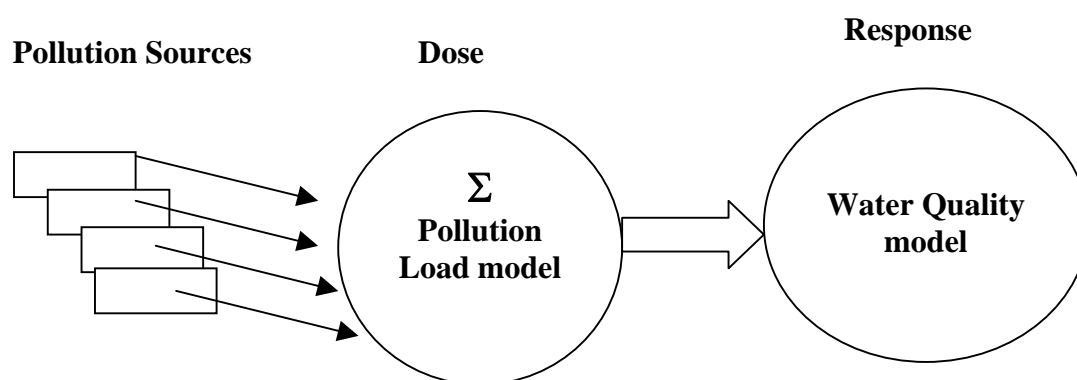 Pollution Sources
Dose
Response
Σ
Pollution
Load model
Water Quality
model